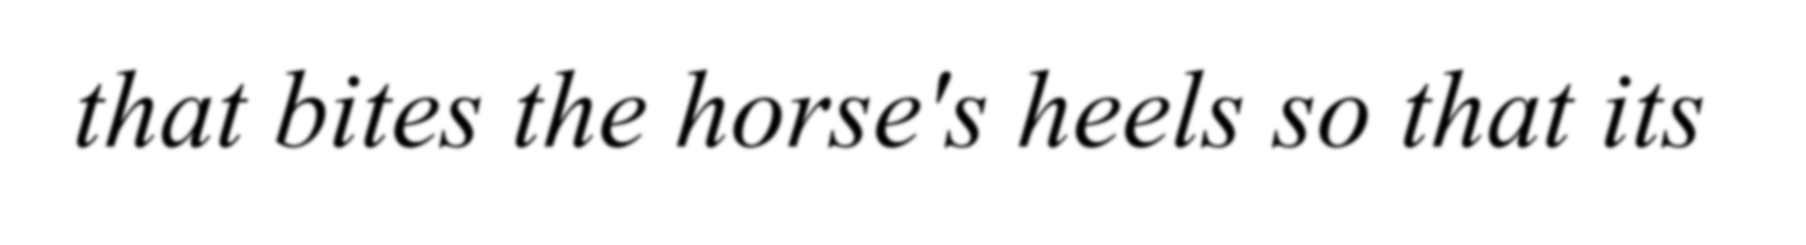 that bites the horse's heels so that its